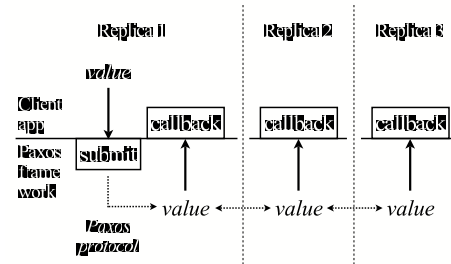 Replica 1 Replica 2 Replica 3
value
Client
app
callback callback callback
Paxos
frame
work
submit
value value value
Paxos
protocol